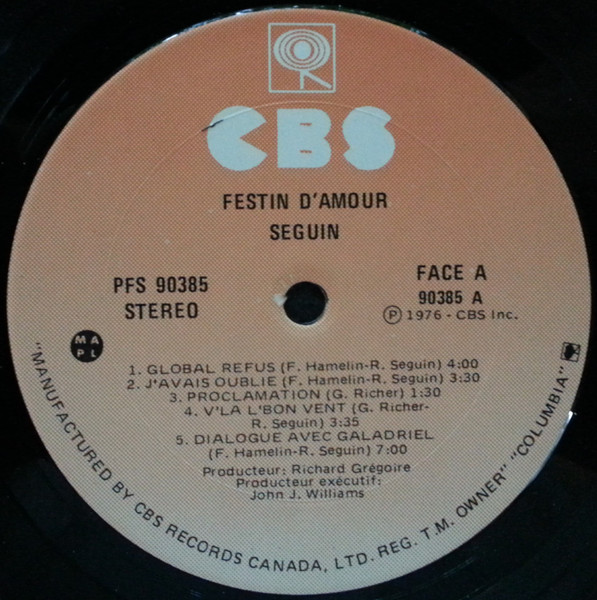 CBS
FESTIN D'AMOUR
SEGUIN
PFS 90385
STEREO
FACE A
90385 A
Ⓟ 1976 - CBS Inc.
MA
PL
1. GLOBAL REFUS (F. Hamelin-R. Seguin) 4:00
2. J'AVAIS OUBLIE (F. Hamelin-R. Seguin) 3:30
3. PROCLAMATION (G. Richer) 1:30
4. V'LA L'BON VENT (G. Richer-
R. Seguin) 3:35
5. DIALOGUE AVEC GALADRIEL
(F. Hamelin-R. Seguin) 7:00
Producteur: Richard Grégoire
Producteur exécutif:
John J. Williams
"MANUFACTURED BY CBS RECORDS CANADA, LTD. REG. T.M. OWNER" "COLUMBIA"